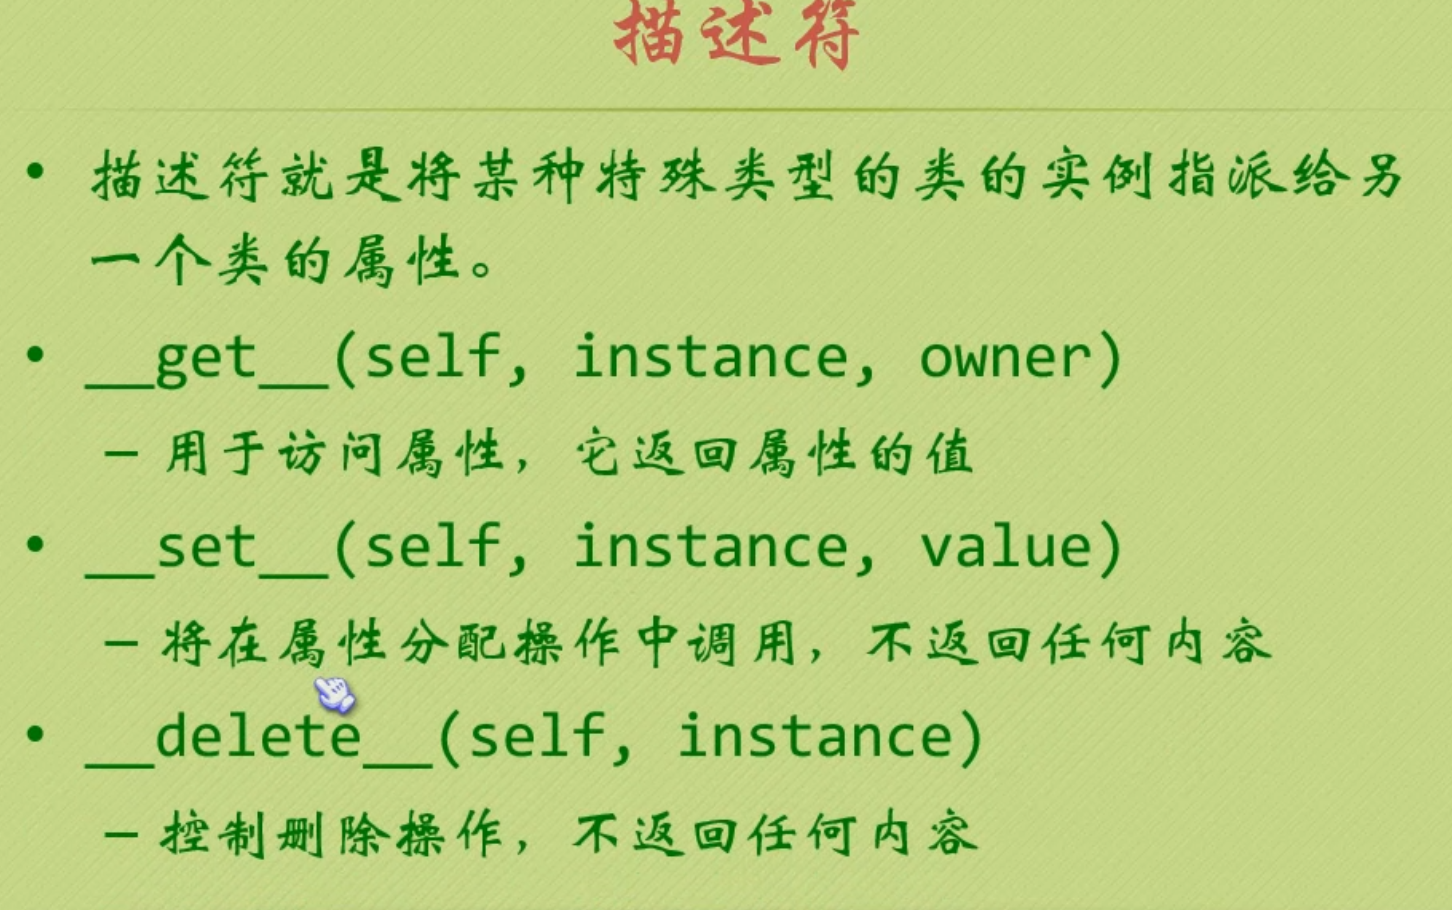 描述符
• 描述符就是将某种特殊类型的类的实例指派给另
一个类的属性。
• __get__(self, instance, owner)
– 用于访问属性，它返回属性的值
• __set__(self, instance, value)
– 将在属性分配操作中调用，不返回任何内容
• __delete__(self, instance)
– 控制删除操作，不返回任何内容